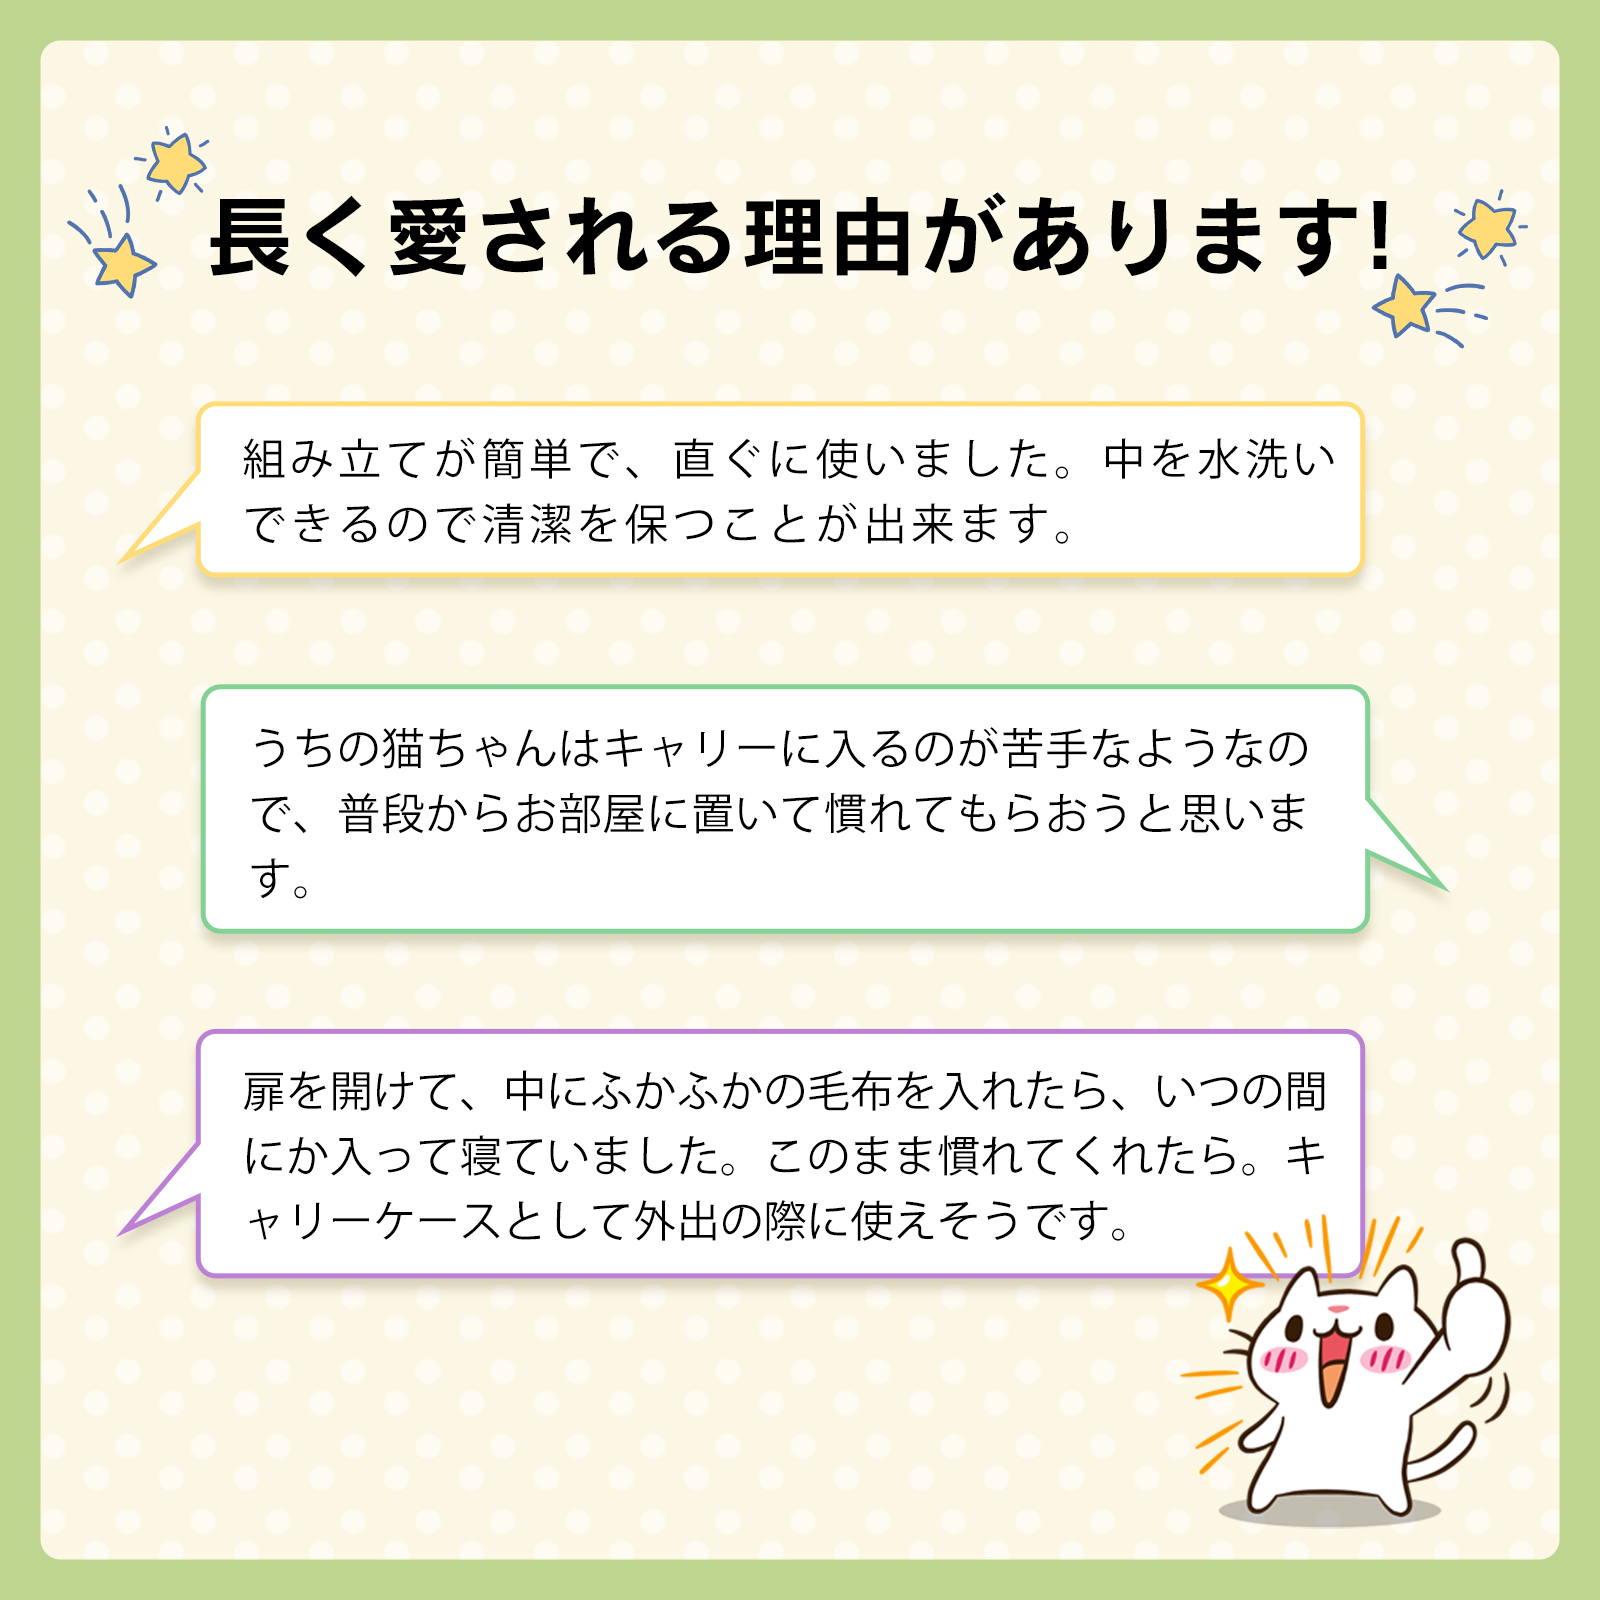 長く愛される理由があります!
組み立てが簡単で、直ぐに使いました。中を水洗い
できるので清潔を保つことが出来ます。
うちの猫ちゃんはキャリーに入るのが苦手なようなの
で、普段からお部屋に置いて慣れてもらおうと思いま
す。
扉を開けて、中にふかふかの毛布を入れたら、いつの間
にか入って寝ていました。このまま慣れてくれたら。キ
ャリーケースとして外出の際に使えそうです。